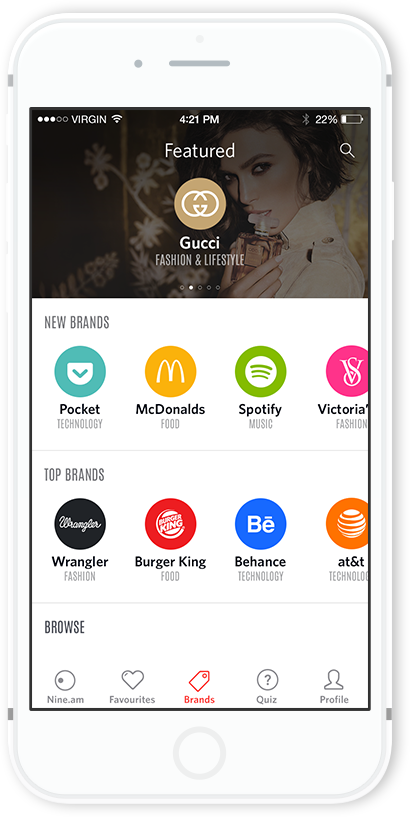 VIRGIN 4:21 PM 22%
Featured
Gucci
FASHION & LIFESTYLE
NEW BRANDS
Pocket McDonalds Spotify Victoria'
TECHNOLOGY FOOD MUSIC FASHION
TOP BRANDS
Wrangler BURGER KING Bē
Wrangler Burger King Behance at&t
FASHION FOOD TECHNOLOGY TECHNOLOG
BROWSE
Nine.am Favourites Brands Quiz Profile